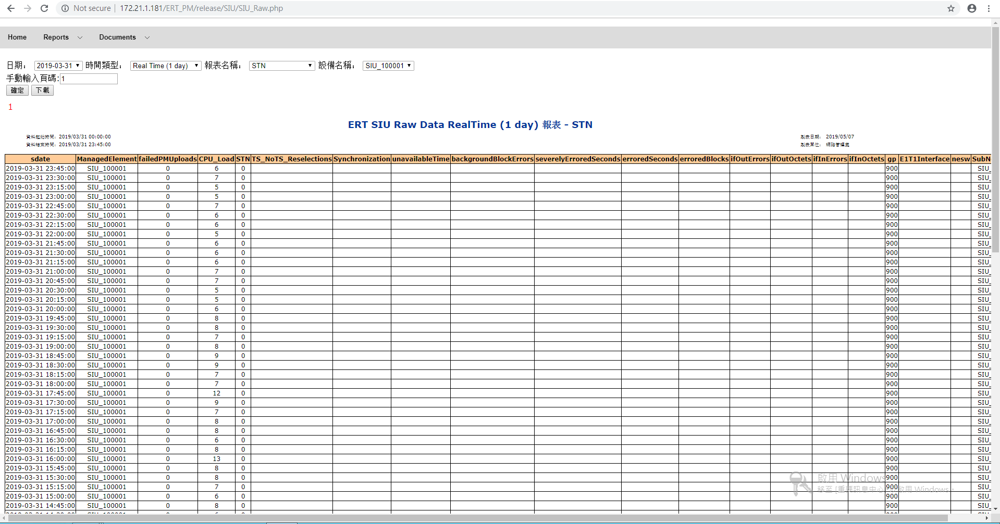 Not secure | 172.21.1.181/ERT_PM/release/SIU/SIU_Raw.php
Home Reports Documents
日期： 2019-03-31 時間類型： Real Time (1 day) 報表名稱： STN 設備名稱： SIU_100001
手動輸入頁碼:1
確定 下載
1
ERT SIU Raw Data RealTime (1 day) 報表 - STN
資料起始時間：2019/03/31 00:00:00 製表日期： 2019/05/07
資料結束時間：2019/03/31 23:45:00 製表單位： 網路管理處
sdate ManagedElement failedPMUploads CPU_Load STN TS_NoTS_Reselections Synchronization unavailableTime backgroundBlockErrors severelyErroredSeconds erroredSeconds erroredBlocks ifOutErrors ifOutOctets ifInErrors ifInOctets gp E1T1Interface nesw SubN
2019-03-31 23:45:00 SIU_100001 0 6 0 900 SIU_
2019-03-31 23:30:00 SIU_100001 0 7 0 900 SIU_
2019-03-31 23:15:00 SIU_100001 0 5 0 900 SIU_
2019-03-31 23:00:00 SIU_100001 0 5 0 900 SIU_
2019-03-31 22:45:00 SIU_100001 0 7 0 900 SIU_
2019-03-31 22:30:00 SIU_100001 0 6 0 900 SIU_
2019-03-31 22:15:00 SIU_100001 0 6 0 900 SIU_
2019-03-31 22:00:00 SIU_100001 0 5 0 900 SIU_
2019-03-31 21:45:00 SIU_100001 0 6 0 900 SIU_
2019-03-31 21:30:00 SIU_100001 0 6 0 900 SIU_
2019-03-31 21:15:00 SIU_100001 0 6 0 900 SIU_
2019-03-31 21:00:00 SIU_100001 0 7 0 900 SIU_
2019-03-31 20:45:00 SIU_100001 0 7 0 900 SIU_
2019-03-31 20:30:00 SIU_100001 0 5 0 900 SIU_
2019-03-31 20:15:00 SIU_100001 0 5 0 900 SIU_
2019-03-31 20:00:00 SIU_100001 0 6 0 900 SIU_
2019-03-31 19:45:00 SIU_100001 0 8 0 900 SIU_
2019-03-31 19:30:00 SIU_100001 0 8 0 900 SIU_
2019-03-31 19:15:00 SIU_100001 0 7 0 900 SIU_
2019-03-31 19:00:00 SIU_100001 0 8 0 900 SIU_
2019-03-31 18:45:00 SIU_100001 0 9 0 900 SIU_
2019-03-31 18:30:00 SIU_100001 0 9 0 900 SIU_
2019-03-31 18:15:00 SIU_100001 0 7 0 900 SIU_
2019-03-31 18:00:00 SIU_100001 0 7 0 900 SIU_
2019-03-31 17:45:00 SIU_100001 0 12 0 900 SIU_
2019-03-31 17:30:00 SIU_100001 0 9 0 900 SIU_
2019-03-31 17:15:00 SIU_100001 0 7 0 900 SIU_
2019-03-31 17:00:00 SIU_100001 0 8 0 900 SIU_
2019-03-31 16:45:00 SIU_100001 0 8 0 900 SIU_
2019-03-31 16:30:00 SIU_100001 0 6 0 900 SIU_
2019-03-31 16:15:00 SIU_100001 0 8 0 900 SIU_
2019-03-31 16:00:00 SIU_100001 0 13 0 900 SIU_
2019-03-31 15:45:00 SIU_100001 0 8 0 900 SIU_
2019-03-31 15:30:00 SIU_100001 0 8 0 900 SIU_
2019-03-31 15:15:00 SIU_100001 0 7 0 900 SIU_
2019-03-31 15:00:00 SIU_100001 0 6 0 900 SIU_
2019-03-31 14:45:00 SIU_100001 0 8 0 900 SIU_
啟用 Windows
移至 [重要訊息中心] 啟用 Windows。